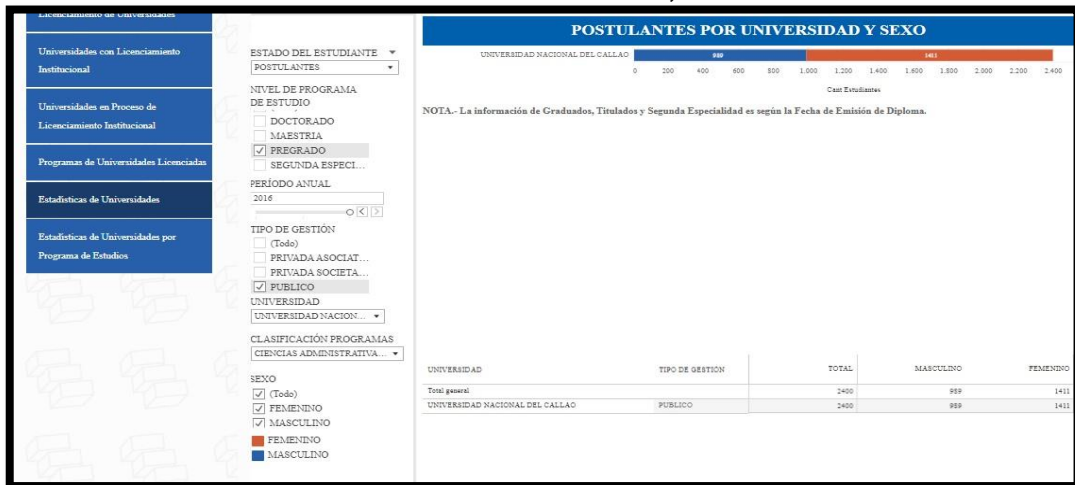 Licenciamiento de Universidades
Universidades con Licenciamiento
Institucional
Universidades en Proceso de
Licenciamiento Institucional
Programas de Universidades Licenciadas
Estadísticas de Universidades
Estadísticas de Universidades por
Programa de Estudios
ESTADO DEL ESTUDIANTE
POSTULANTES
NIVEL DE PROGRAMA
DE ESTUDIO
DOCTORADO
MAESTRIA
PREGRADO
SEGUNDA ESPECI...
PERÍODO ANUAL
2016
TIPO DE GESTIÓN
(Todo)
PRIVADA ASOCIAT...
PRIVADA SOCIETA...
PUBLICO
UNIVERSIDAD
UNIVERSIDAD NACION...
CLASIFICACIÓN PROGRAMAS
CIENCIAS ADMINISTRATIVA...
SEXO
(Todo)
FEMENINO
MASCULINO
FEMENINO
MASCULINO
POSTULANTES POR UNIVERSIDAD Y SEXO
UNIVERSIDAD NACIONAL DEL CALLAO 989 1411
0 200 400 600 800 1.000 1.200 1.400 1.600 1.800 2.000 2.200 2.400
Cant Estudiantes
NOTA.- La información de Graduados, Titulados y Segunda Especialidad es según la Fecha de Emisión de Diploma.
UNIVERSIDAD TIPO DE GESTIÓN TOTAL MASCULINO FEMENINO
Total general 2400 989 1411
UNIVERSIDAD NACIONAL DEL CALLAO PUBLICO 2400 989 1411